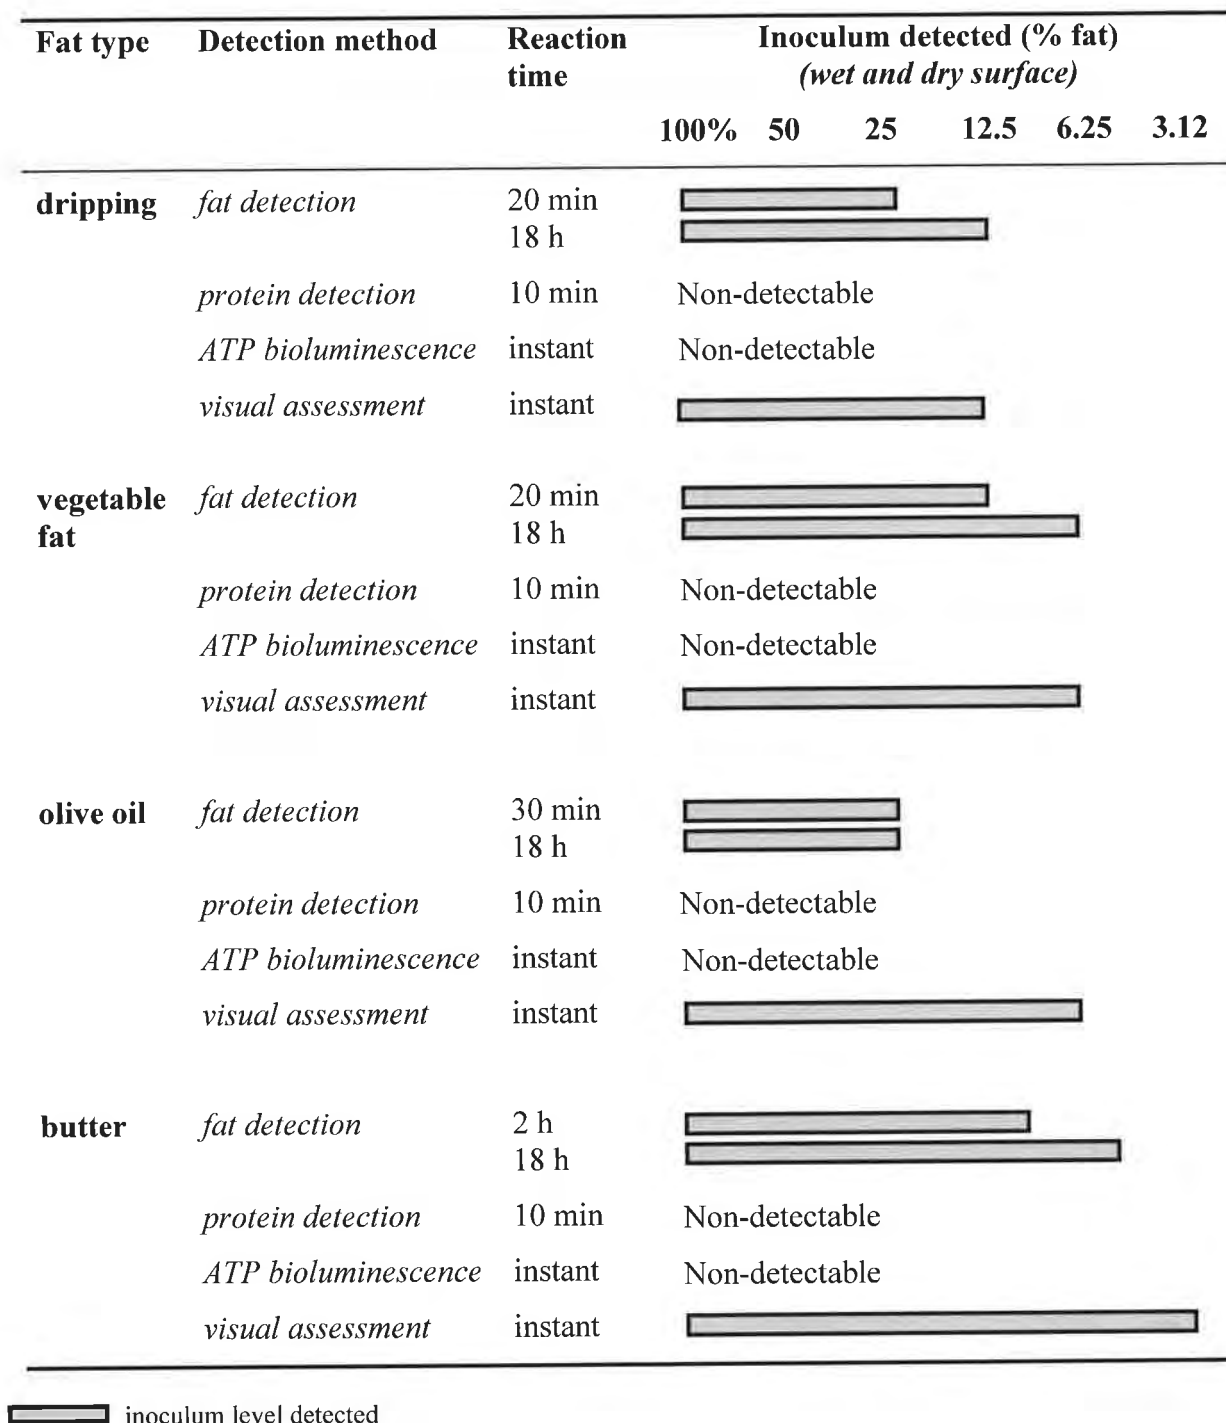 Fat type Detection method Reaction Inoculum detected (% fat)
time (wet and dry surface)
100% 50 25 12.5 6.25 3.12
dripping fat detection 20 min
18 h
protein detection 10 min Non-detectable
ATP bioluminescence instant Non-detectable
visual assessment instant
vegetable fat detection 20 min
fat 18 h
protein detection 10 min Non-detectable
ATP bioluminescence instant Non-detectable
visual assessment instant
olive oil fat detection 30 min
18 h
protein detection 10 min Non-detectable
ATP bioluminescence instant Non-detectable
visual assessment instant
butter fat detection 2 h
18 h
protein detection 10 min Non-detectable
ATP bioluminescence instant Non-detectable
visual assessment instant
inoculum level detected